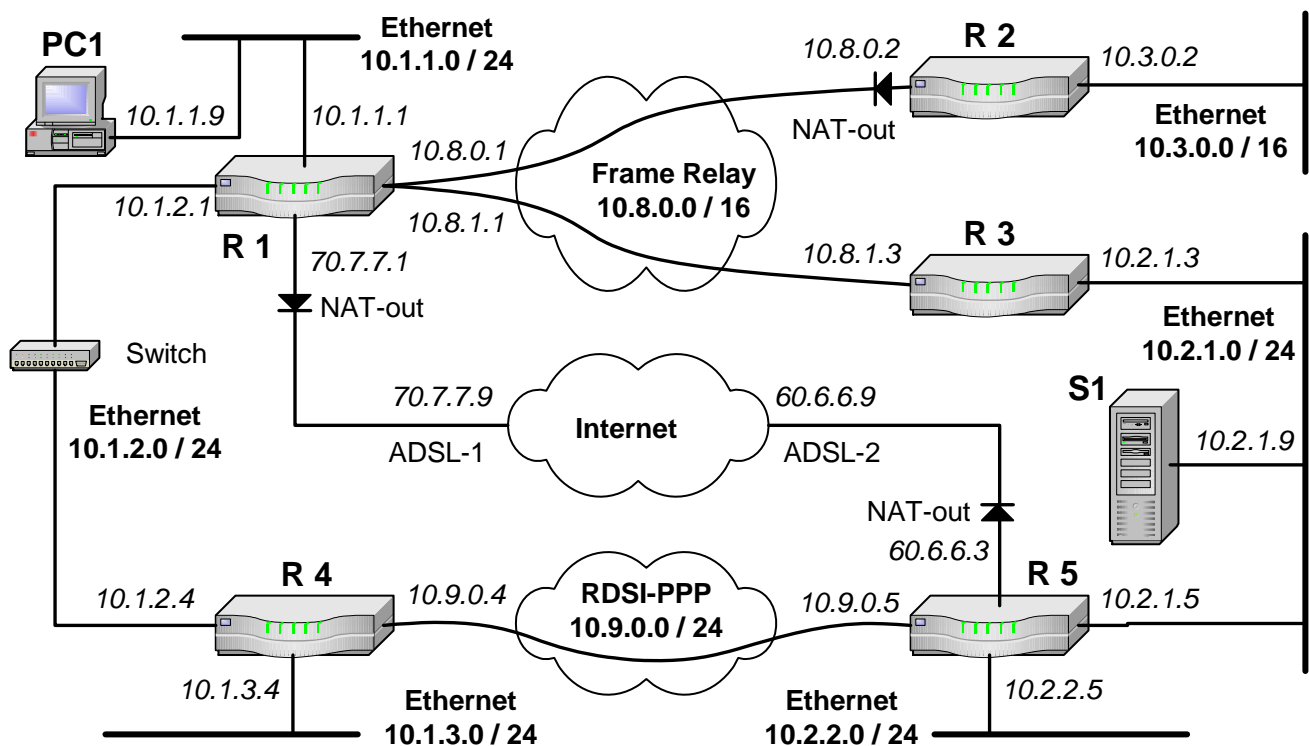 PC1
Ethernet
10.1.1.0 / 24
10.1.1.9
10.1.1.1
10.8.0.2
R 2
10.3.0.2
NAT-out
Ethernet
10.3.0.0 / 16
10.8.0.1
Frame Relay
10.8.0.0 / 16
10.1.2.1
R 1
10.8.1.1
10.8.1.3
R 3
10.2.1.3
70.7.7.1
NAT-out
Ethernet
10.2.1.0 / 24
Switch
Ethernet
10.1.2.0 / 24
70.7.7.9
ADSL-1
Internet
60.6.6.9
ADSL-2
S1
10.2.1.9
NAT-out
60.6.6.3
R 4
10.1.2.4
10.9.0.4
RDSI-PPP
10.9.0.0 / 24
10.9.0.5
R 5
10.2.1.5
10.1.3.4
Ethernet
10.1.3.0 / 24
Ethernet
10.2.2.0 / 24
10.2.2.5